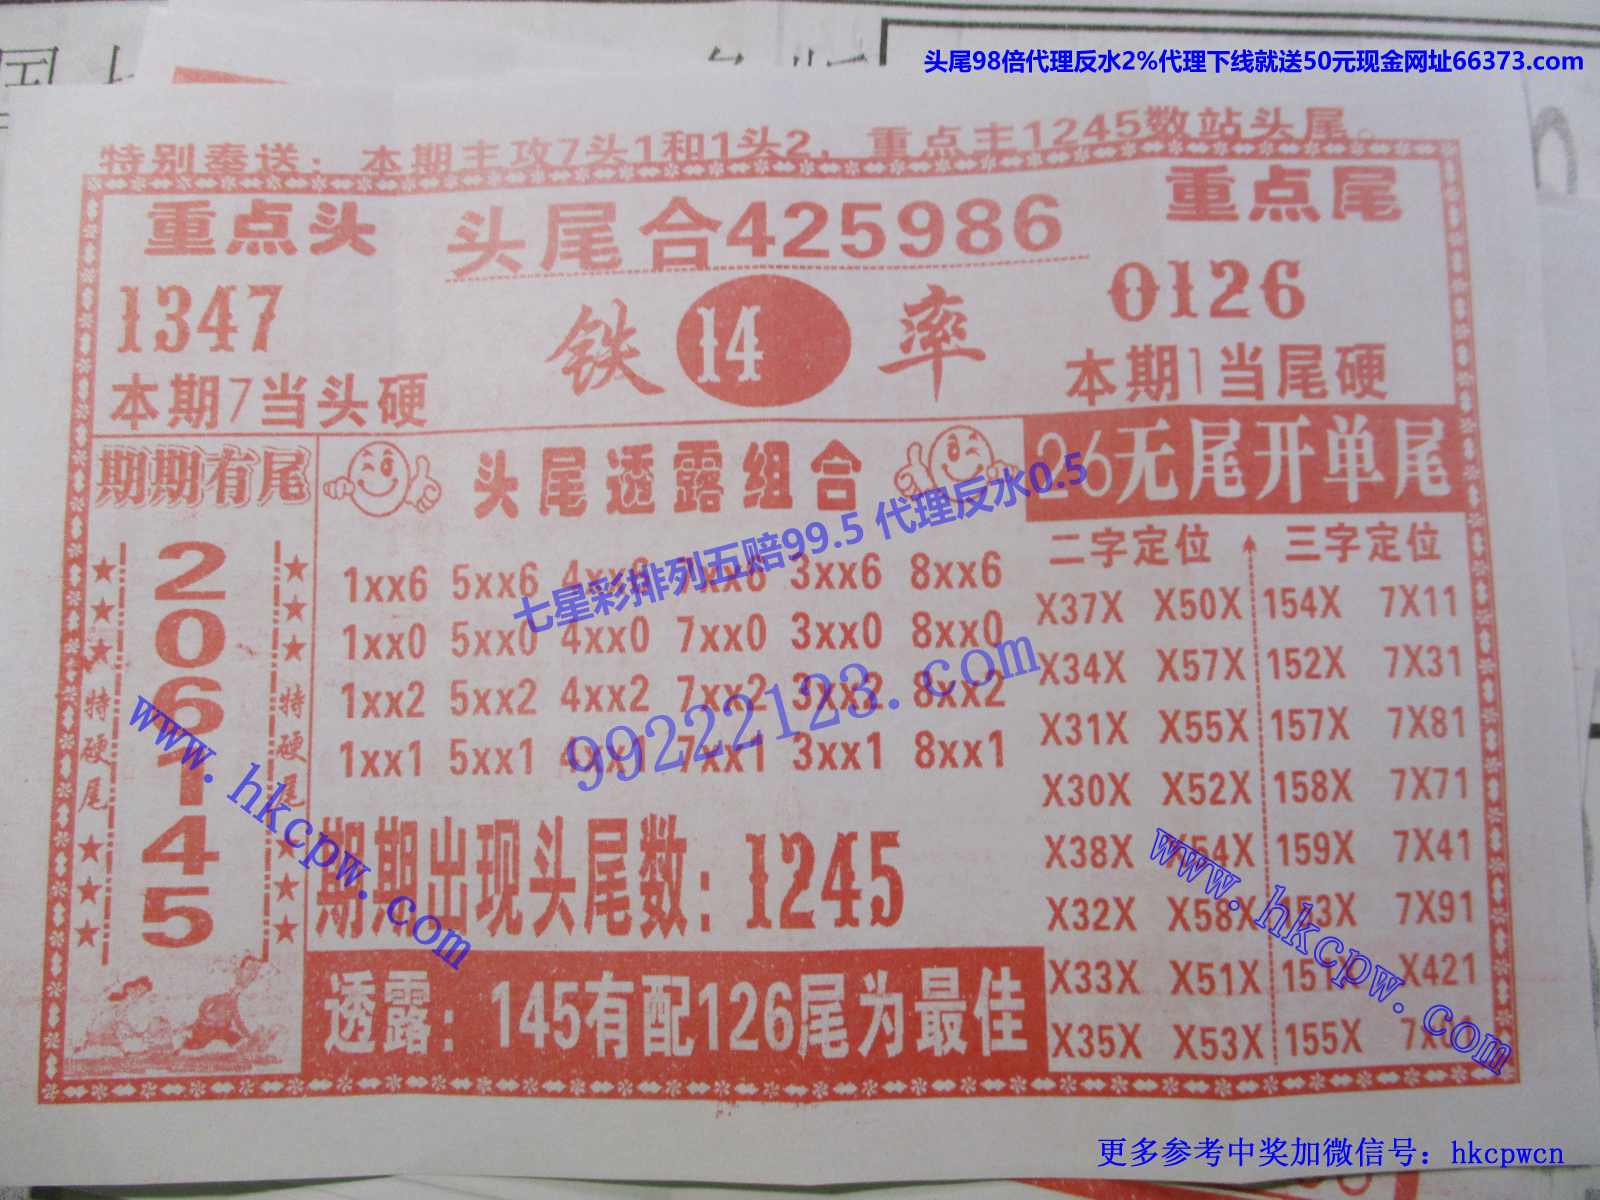 头尾98倍代理反水2%代理下线就送50元现金网址66373.com
特别奉送：本期主攻7头1和1头2，重点主1245数站头尾。
重点头
头尾合425986
重点尾
1347
铁 14 率
0126
本期7当头硬
本期1当尾硬
期期有尾
头尾透露组合
26无尾开单尾
七星彩排列五赔99.5 代理反水0.5
二字定位 三字定位
2
0
6
1
4
5
特硬尾
特硬尾
1xx6 5xx6 4xx6 7xx6 3xx6 8xx6
1xx0 5xx0 4xx0 7xx0 3xx0 8xx0
1xx2 5xx2 4xx2 7xx2 3xx2 8xx2
1xx1 5xx1 4xx1 7xx1 3xx1 8xx1
99222123.com
X37X X50X 154X 7X11
X34X X57X 152X 7X31
X31X X55X 157X 7X81
X30X X52X 158X 7X71
X38X X54X 159X 7X41
X32X X58X 153X 7X91
X33X X51X 151X X421
X35X X53X 155X
www.hkcpw.com
www.hkcpw.com
期期出现头尾数：1245
透露：145有配126尾为最佳
更多参考中奖加微信号：hkcpwcn